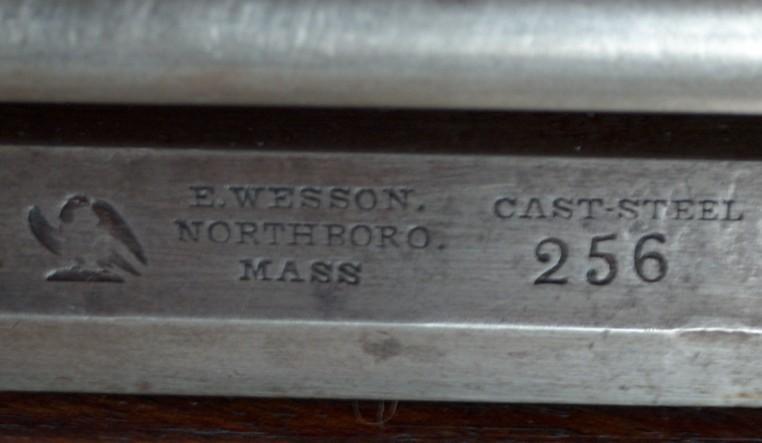 E.WESSON.
NORTHBORO.
MASS
CAST-STEEL
256